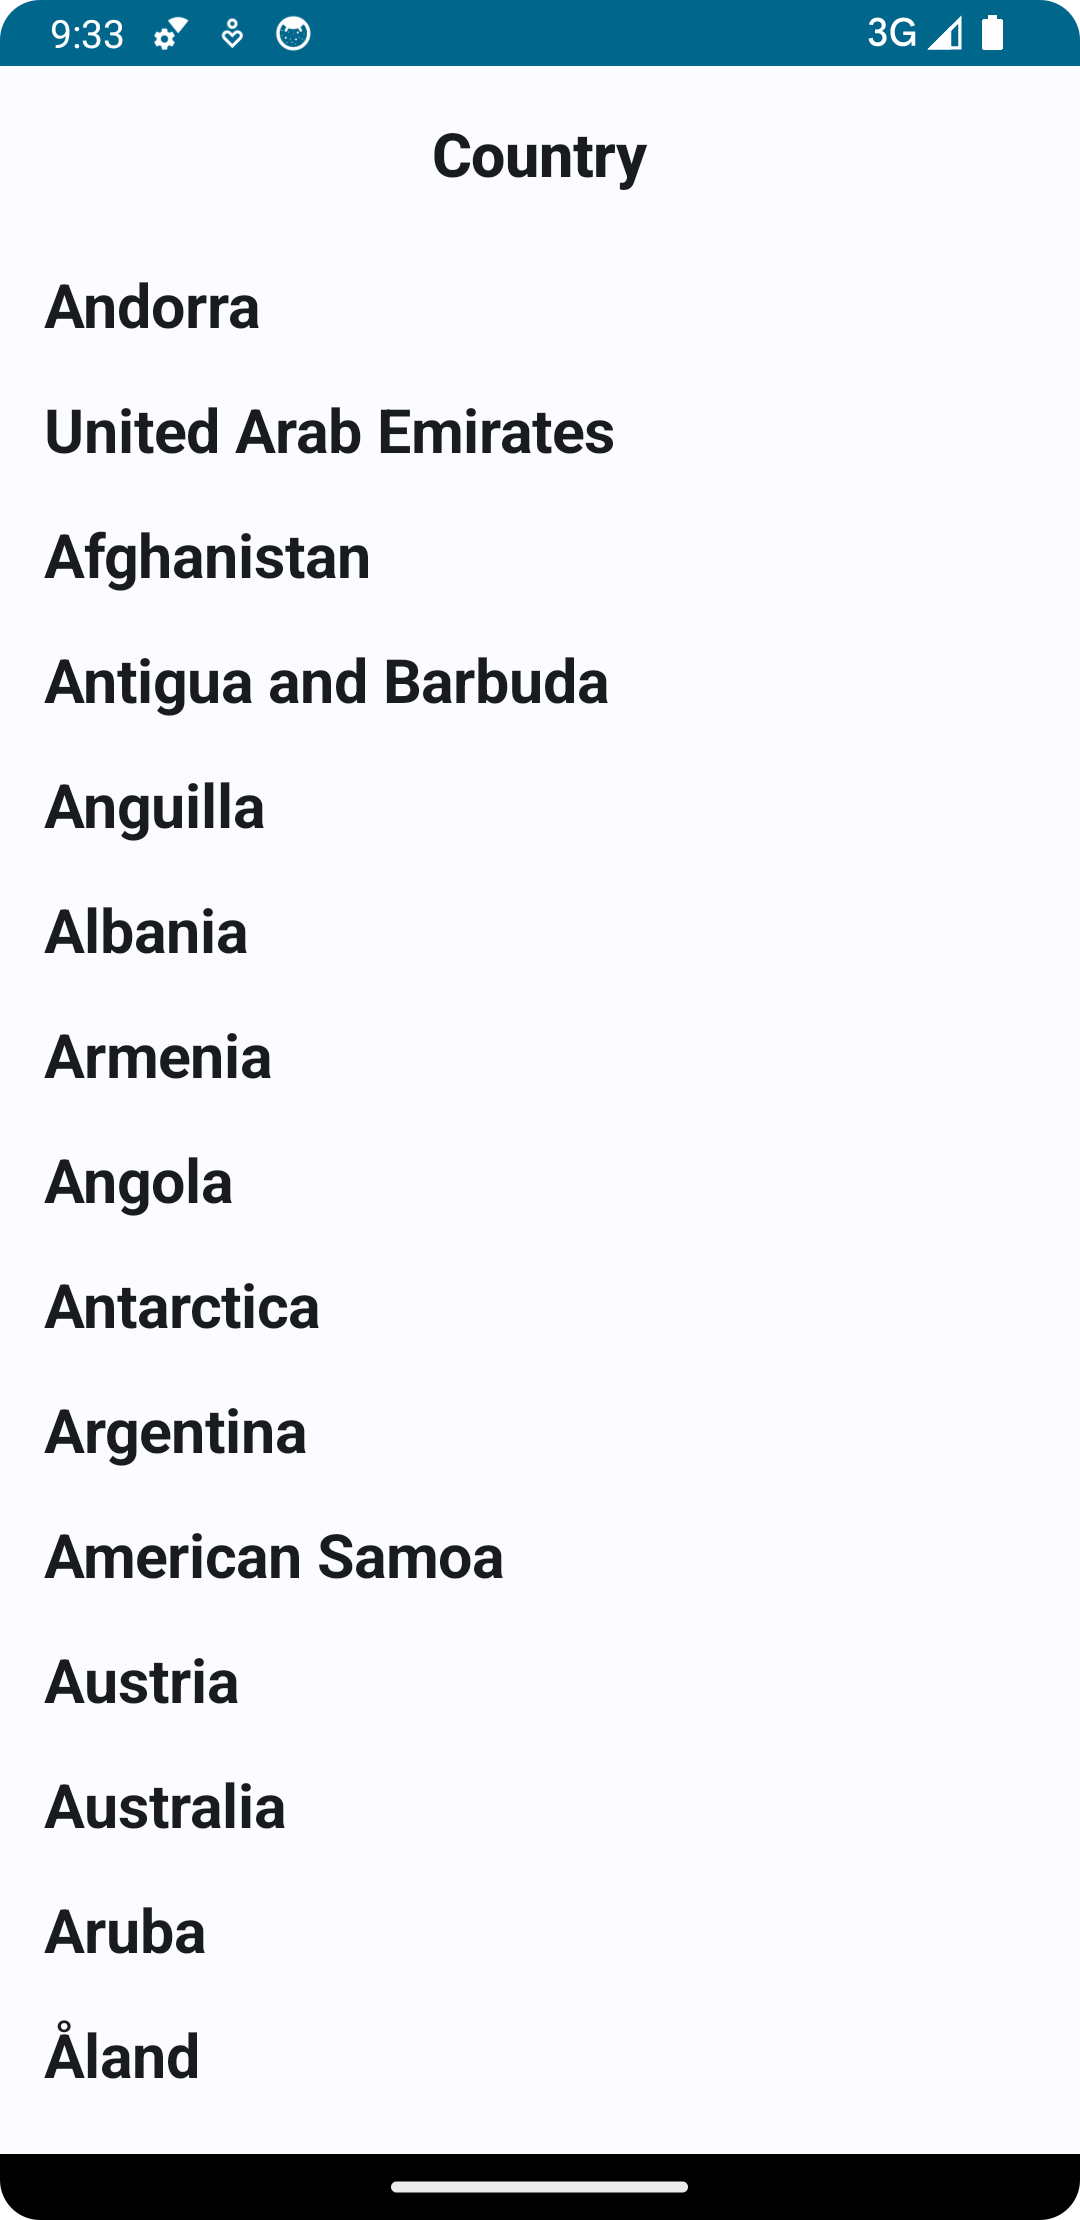 9:33 3G
Country
Andorra
United Arab Emirates
Afghanistan
Antigua and Barbuda
Anguilla
Albania
Armenia
Angola
Antarctica
Argentina
American Samoa
Austria
Australia
Aruba
Åland